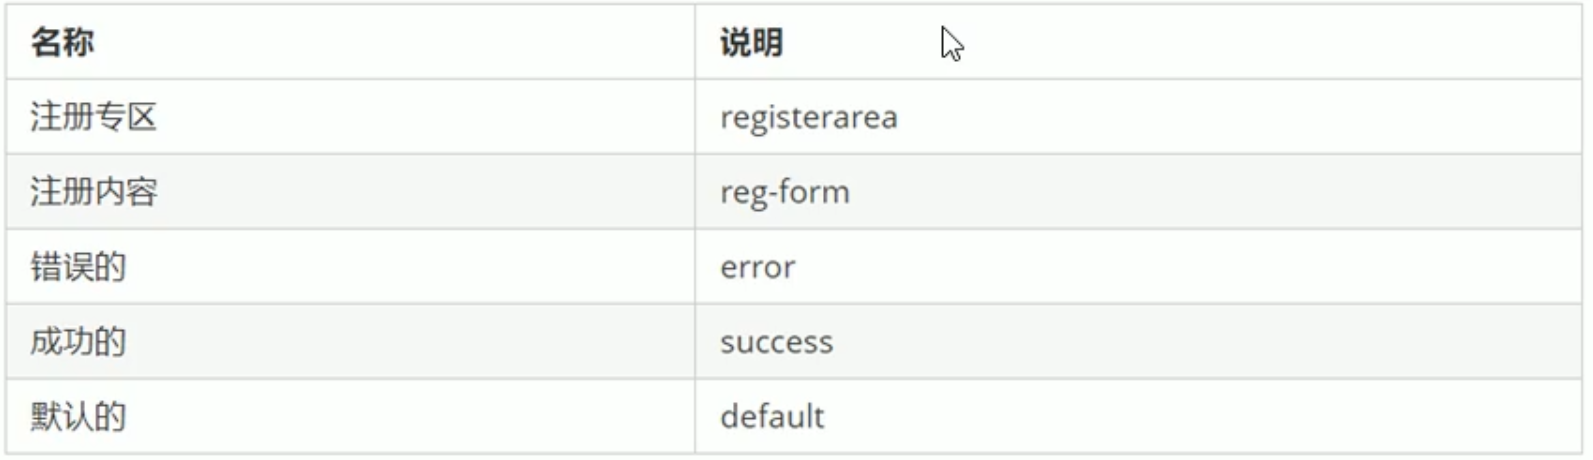 名称 说明
注册专区 registerarea
注册内容 reg-form
错误的 error
成功的 success
默认的 default